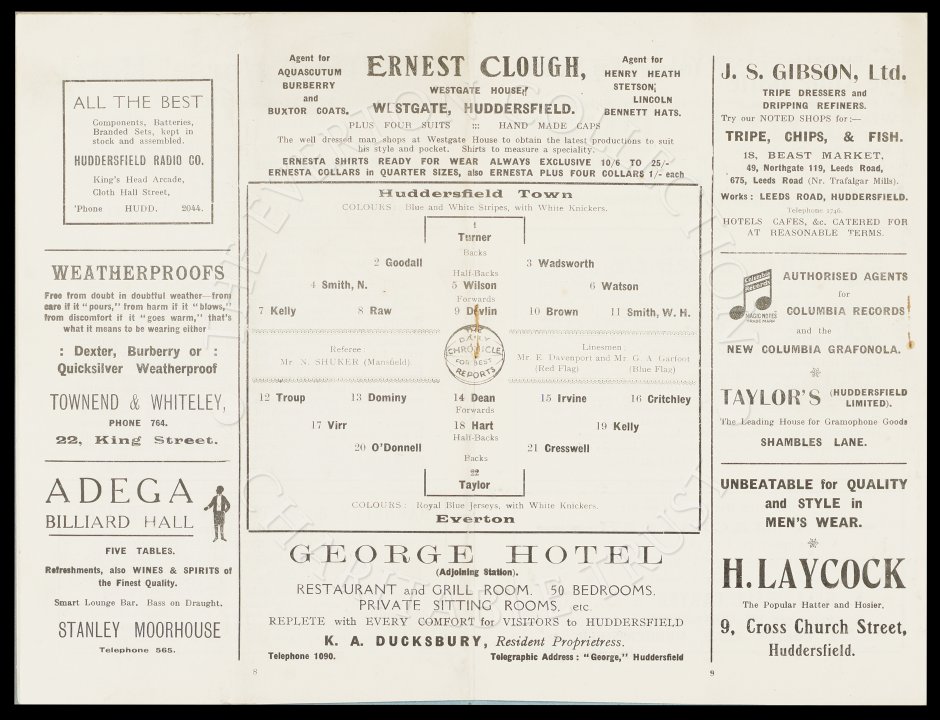 ALL THE BEST
Components, Batteries,
Branded Sets, kept in
stock and assembled.
HUDDERSFIELD RADIO CO.
King's Head Arcade,
Cloth Hall Street,
'Phone HUDD. 2044.
WEATHERPROOFS
Free from doubt in doubtful weather—from
care if it "pours," from harm if it "blows,"
from discomfort if it "goes warm," that's
what it means to be wearing either
: Dexter, Burberry or :
Quicksilver Weatherproof
TOWNEND & WHITELEY,
PHONE 764.
22, King Street.
ADEGA
BILLIARD HALL
FIVE TABLES.
Refreshments, also WINES & SPIRITS of
the Finest Quality.
Smart Lounge Bar. Bass on Draught.
STANLEY MOORHOUSE
Telephone 565.
Agent for
AQUASCUTUM
BURBERRY
and
BUXTOR COATS.
ERNEST CLOUGH,
WESTGATE HOUSE,
WESTGATE, HUDDERSFIELD.
Agent for
HENRY HEATH
STETSON,
LINCOLN
BENNETT HATS.
PLUS FOUR SUITS ::: HAND MADE CAPS
The well dressed man shops at Westgate House to obtain the latest productions to suit
his style and pocket. Shirts to measure a speciality.
ERNESTA SHIRTS READY FOR WEAR ALWAYS EXCLUSIVE 10/6 TO 25/-
ERNESTA COLLARS in QUARTER SIZES, also ERNESTA PLUS FOUR COLLARS 1/- each
Huddersfield Town
COLOURS: Blue and White Stripes, with White Knickers.
1
Turner
Backs
2 Goodall 3 Wadsworth
Half-Backs
4 Smith, N. 5 Wilson 6 Watson
Forwards
7 Kelly 8 Raw 9 Devlin 10 Brown 11 Smith, W. H.
Referee
Mr. N. SHUKER (Mansfield).
THE
DAILY
CHRONICLE
FOR BEST
REPORTS
Linesmen
Mr. E. Davenport and Mr. G. A. Garfoot
(Red Flag) (Blue Flag)
12 Troup 13 Dominy 14 Dean 15 Irvine 16 Critchley
Forwards
17 Virr 18 Hart 19 Kelly
Half-Backs
20 O'Donnell 21 Cresswell
Backs
22
Taylor
COLOURS: Royal Blue Jerseys, with White Knickers.
Everton
GEORGE HOTEL
(Adjoining Station).
RESTAURANT and GRILL ROOM. 50 BEDROOMS.
PRIVATE SITTING ROOMS, etc.
REPLETE with EVERY COMFORT for VISITORS to HUDDERSFIELD
K. A. DUCKSBURY, Resident Proprietress.
Telephone 1090. Telegraphic Address: "George," Huddersfield
8
J. S. GIBSON, Ltd.
TRIPE DRESSERS and
DRIPPING REFINERS.
Try our NOTED SHOPS for:—
TRIPE, CHIPS, & FISH.
18, BEAST MARKET,
49, Northgate 119, Leeds Road,
675, Leeds Road (Nr. Trafalgar Mills).
Works: LEEDS ROAD, HUDDERSFIELD.
Telephone 1746.
HOTELS CAFES, &c. CATERED FOR
AT REASONABLE TERMS.
Columbia
Records
MAGIC NOTES
TRADE MARK
AUTHORISED AGENTS
for
COLUMBIA RECORDS
and the
NEW COLUMBIA GRAFONOLA.
TAYLOR'S (HUDDERSFIELD
LIMITED).
The Leading House for Gramophone Goods
SHAMBLES LANE.
UNBEATABLE for QUALITY
and STYLE in
MEN'S WEAR.
H. LAYCOCK
The Popular Hatter and Hosier,
9, Cross Church Street,
Huddersfield.
9
THE EVERTON COLLECTION
CHARITABLE TRUST